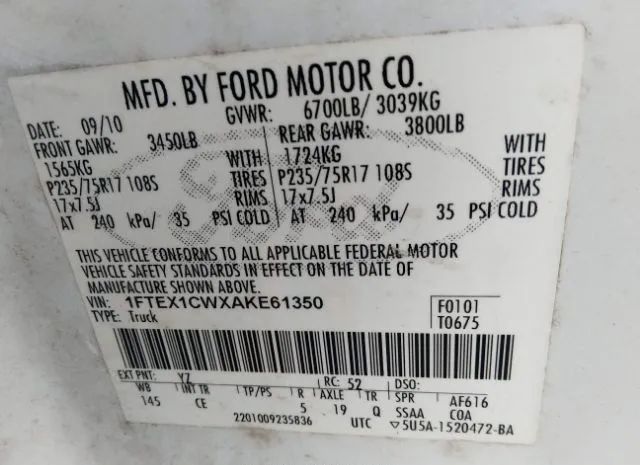 MFD. BY FORD MOTOR CO.
DATE: 09/10 GVWR: 6700LB/ 3039KG
FRONT GAWR: 3450LB REAR GAWR: 3800LB
1565KG WITH 1724KG WITH
P235/75R17 108S TIRES P235/75R17 108S TIRES
17x7.5J RIMS 17x7.5J RIMS
AT 240 kPa/ 35 PSI COLD AT 240 kPa/ 35 PSI COLD
THIS VEHICLE CONFORMS TO ALL APPLICABLE FEDERAL MOTOR
VEHICLE SAFETY STANDARDS IN EFFECT ON THE DATE OF
MANUFACTURE SHOWN ABOVE.
VIN: 1FTEX1CWXAKE61350 F0101
TYPE: Truck T0675
EXT PNT: YZ RC: 52 DSO:
WB INT TR TP/PS R AXLE TR SPR AF616
145 CE 5 19 Q SSAA COA
2201009235836 UTC ▽5U5A-1520472-BA
Ford